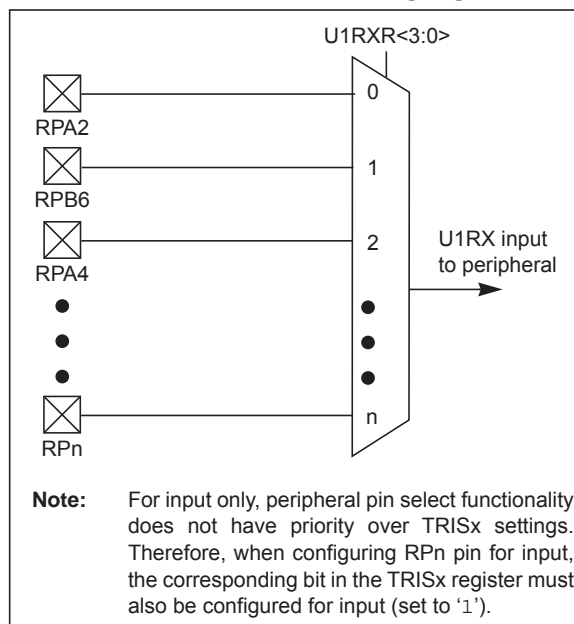 U1RXR<3:0>
0
RPA2
1
RPB6
2
RPA4
U1RX input
to peripheral
n
RPn
Note: For input only, peripheral pin select functionality
does not have priority over TRISx settings.
Therefore, when configuring RPn pin for input,
the corresponding bit in the TRISx register must
also be configured for input (set to ‘1’).